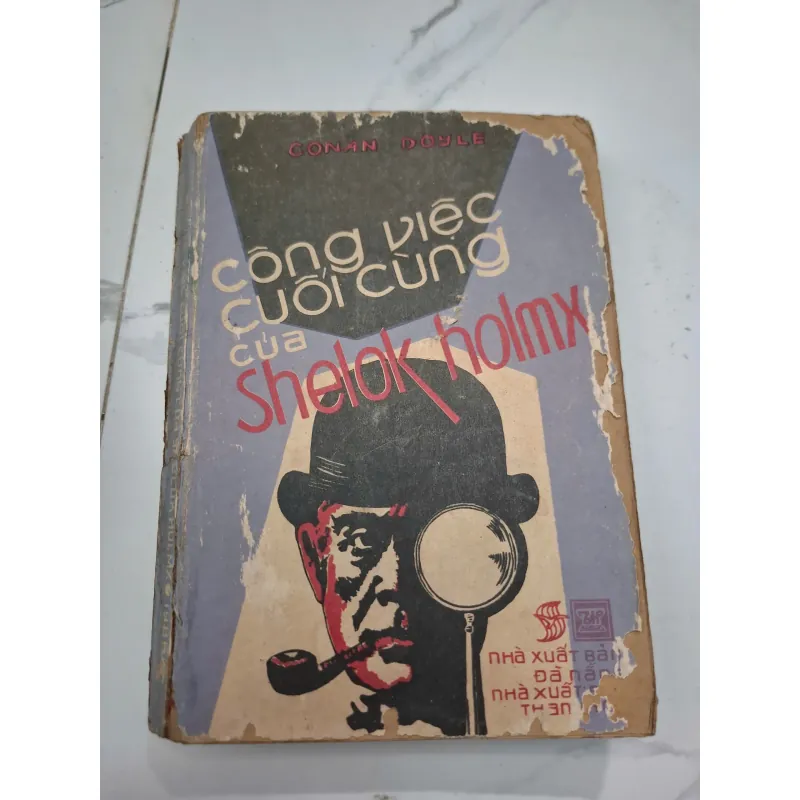 CONAN DOYLE
công việc
cuối cùng
của
Shelok holmx
nhà xuất bản
đà nẵng
nhà xuất